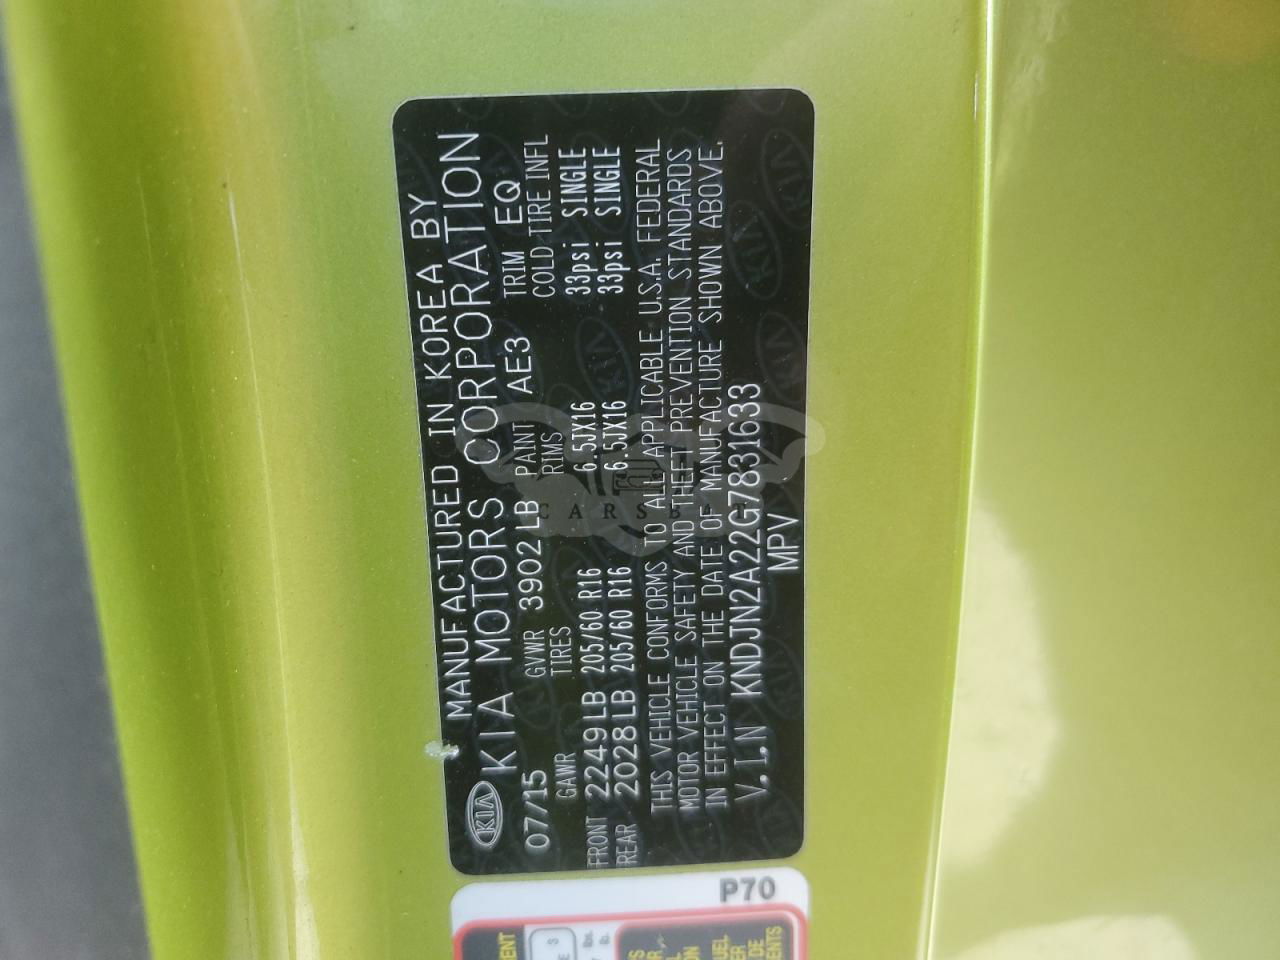 MANUFACTURED IN KOREA BY
KIA KIA MOTORS CORPORATION
07/15 GVWR 3902 LB PAINT AE3 TRIM EQ
GAWR TIRES RIMS COLD TIRE INFL
FRONT 2249LB 205/60 R16 6.5JX16 33psi SINGLE
REAR 2028LB 205/60 R16 6.5JX16 33psi SINGLE
THIS VEHICLE CONFORMS TO ALL APPLICABLE U.S.A. FEDERAL
MOTOR VEHICLE SAFETY AND THEFT PREVENTION STANDARDS
IN EFFECT ON THE DATE OF MANUFACTURE SHOWN ABOVE.
V.I.N KNDJN2A22G7831633
MPV
P70